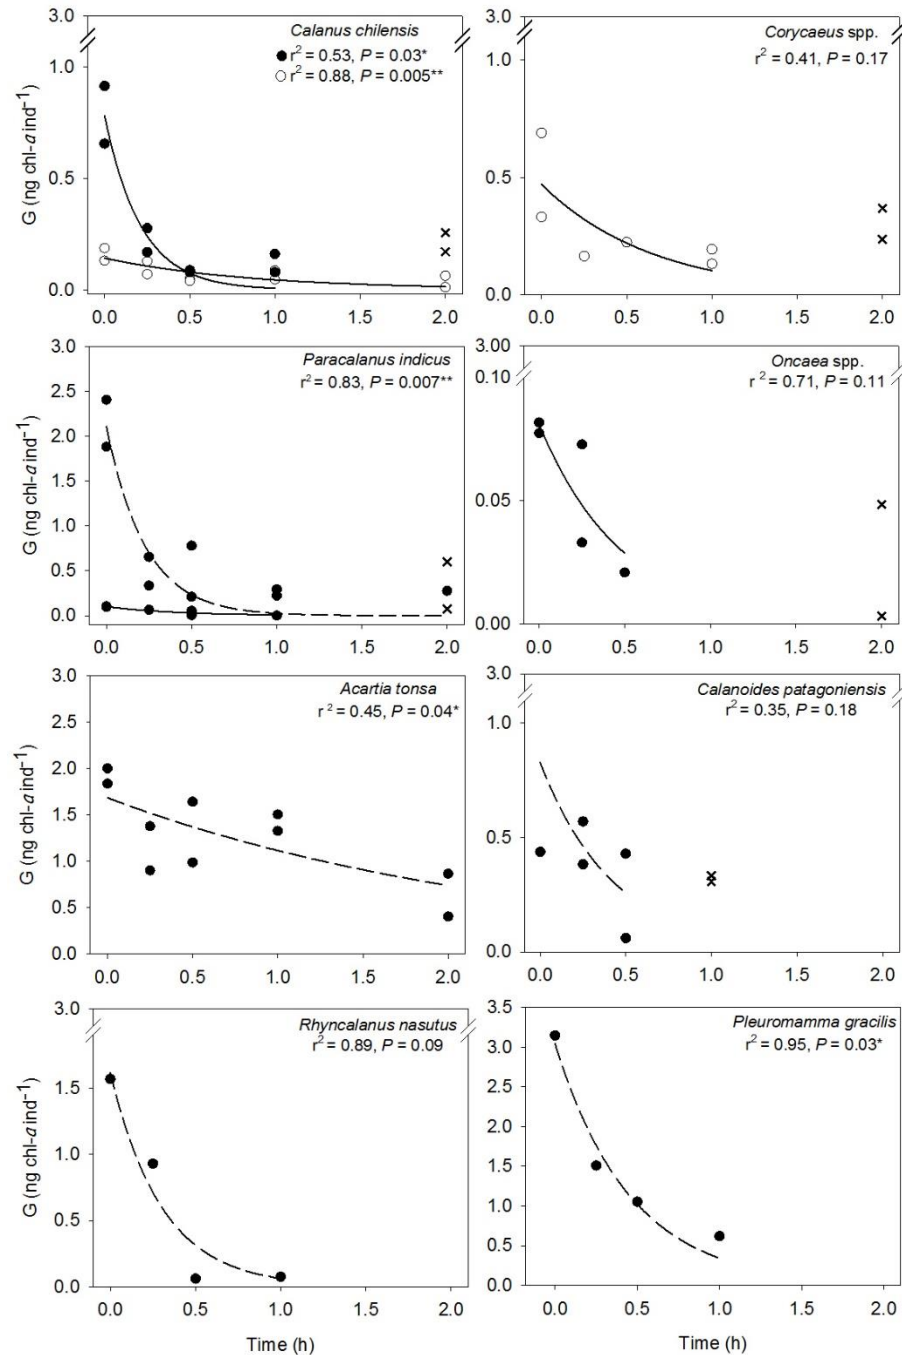 3.0
Calanus chilensis
r² = 0.53, P = 0.03*
r² = 0.88, P = 0.005**
1.0
0.5
0.0
G (ng chl-a ind⁻¹)
0.0 0.5 1.0 1.5 2.0
3.0
Corycaeus spp.
r² = 0.41, P = 0.17
1.0
0.5
0.0
0.0 0.5 1.0 1.5 2.0
3.0
Paracalanus indicus
r² = 0.83, P = 0.007**
2.5
2.0
1.5
1.0
0.5
0.0
G (ng chl-a ind⁻¹)
0.0 0.5 1.0 1.5 2.0
3.00
Oncaea spp.
0.10
r² = 0.71, P = 0.11
0.05
0.00
0.0 0.5 1.0 1.5 2.0
3.0
Acartia tonsa
r² = 0.45, P = 0.04*
2.5
2.0
1.5
1.0
0.5
0.0
G (ng chl-a ind⁻¹)
0.0 0.5 1.0 1.5 2.0
3.0
Calanoides patagoniensis
r² = 0.35, P = 0.18
1.0
0.5
0.0
0.0 0.5 1.0 1.5 2.0
3.0
Rhyncalanus nasutus
r² = 0.89, P = 0.09
1.5
1.0
0.5
0.0
G (ng chl-a ind⁻¹)
0.0 0.5 1.0 1.5 2.0
Time (h)
3.5
Pleuromamma gracilis
r² = 0.95, P = 0.03*
3.0
2.5
2.0
1.5
1.0
0.5
0.0
0.0 0.5 1.0 1.5 2.0
Time (h)